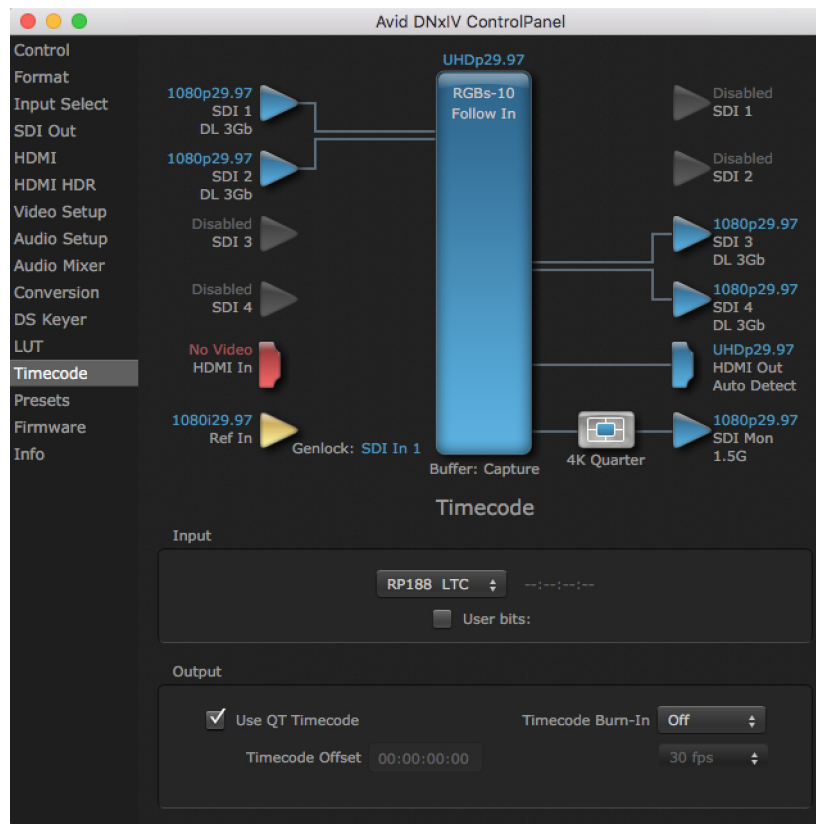 Avid DNxIV ControlPanel
Control
Format
Input Select
SDI Out
HDMI
HDMI HDR
Video Setup
Audio Setup
Audio Mixer
Conversion
DS Keyer
LUT
Timecode
Presets
Firmware
Info
UHDp29.97
RGBs-10
Follow In
1080p29.97
SDI 1
DL 3Gb
1080p29.97
SDI 2
DL 3Gb
Disabled
SDI 3
Disabled
SDI 4
No Video
HDMI In
1080i29.97
Ref In
Genlock: SDI In 1
Buffer: Capture
Disabled
SDI 1
Disabled
SDI 2
1080p29.97
SDI 3
DL 3Gb
1080p29.97
SDI 4
DL 3Gb
UHDp29.97
HDMI Out
Auto Detect
4K Quarter
1080p29.97
SDI Mon
1.5G
Timecode
Input
RP188 LTC --:--:--:--
User bits:
Output
Use QT Timecode
Timecode Burn-In Off
Timecode Offset 00:00:00:00
30 fps